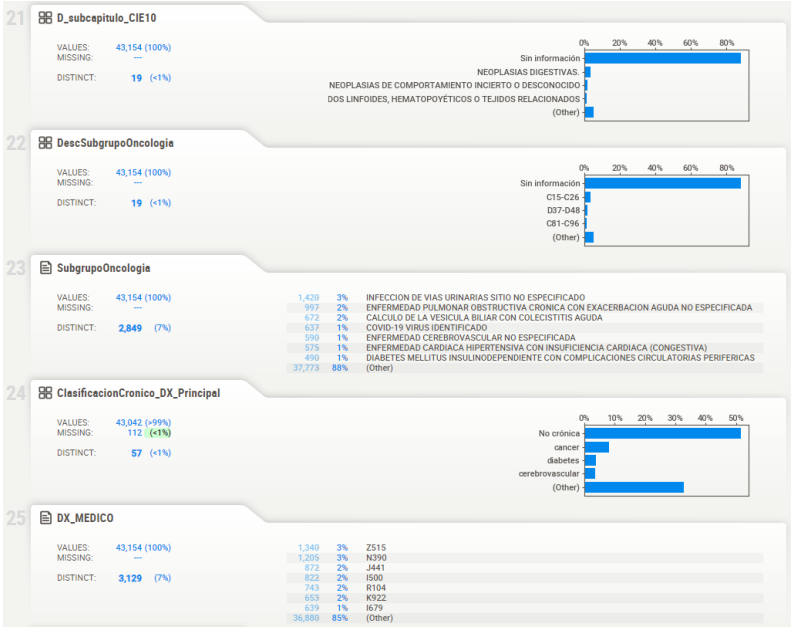 21 D_subcapitulo_CIE10
VALUES: 43,154 (100%)
MISSING: ---
DISTINCT: 19 (<1%)
0% 20% 40% 60% 80%
Sin información
NEOPLASIAS DIGESTIVAS.
NEOPLASIAS DE COMPORTAMIENTO INCIERTO O DESCONOCIDO
DOS LINFOIDES, HEMATOPOYÉTICOS O TEJIDOS RELACIONADOS
(Other)
22 DescSubgrupoOncologia
VALUES: 43,154 (100%)
MISSING: ---
DISTINCT: 19 (<1%)
0% 20% 40% 60% 80%
Sin información
C15-C26
D37-D48
C81-C96
(Other)
23 SubgrupoOncologia
VALUES: 43,154 (100%)
MISSING: ---
DISTINCT: 2,849 (7%)
1,420 3% INFECCION DE VIAS URINARIAS SITIO NO ESPECIFICADO
997 2% ENFERMEDAD PULMONAR OBSTRUCTIVA CRONICA CON EXACERBACION AGUDA NO ESPECIFICADA
672 2% CALCULO DE LA VESICULA BILIAR CON COLECISTITIS AGUDA
637 1% COVID-19 VIRUS IDENTIFICADO
590 1% ENFERMEDAD CEREBROVASCULAR NO ESPECIFICADA
575 1% ENFERMEDAD CARDIACA HIPERTENSIVA CON INSUFICIENCIA CARDIACA (CONGESTIVA)
490 1% DIABETES MELLITUS INSULINODEPENDIENTE CON COMPLICACIONES CIRCULATORIAS PERIFERICAS
37,773 88% (Other)
24 ClasificacionCronico_DX_Principal
VALUES: 43,042 (>99%)
MISSING: 112 (<1%)
DISTINCT: 57 (<1%)
0% 10% 20% 30% 40% 50%
No crónica
cancer
diabetes
cerebrovascular
(Other)
25 DX_MEDICO
VALUES: 43,154 (100%)
MISSING: ---
DISTINCT: 3,129 (7%)
1,340 3% Z515
1,205 3% N390
872 2% J441
822 2% I500
743 2% R104
653 2% K922
639 1% I679
36,880 85% (Other)